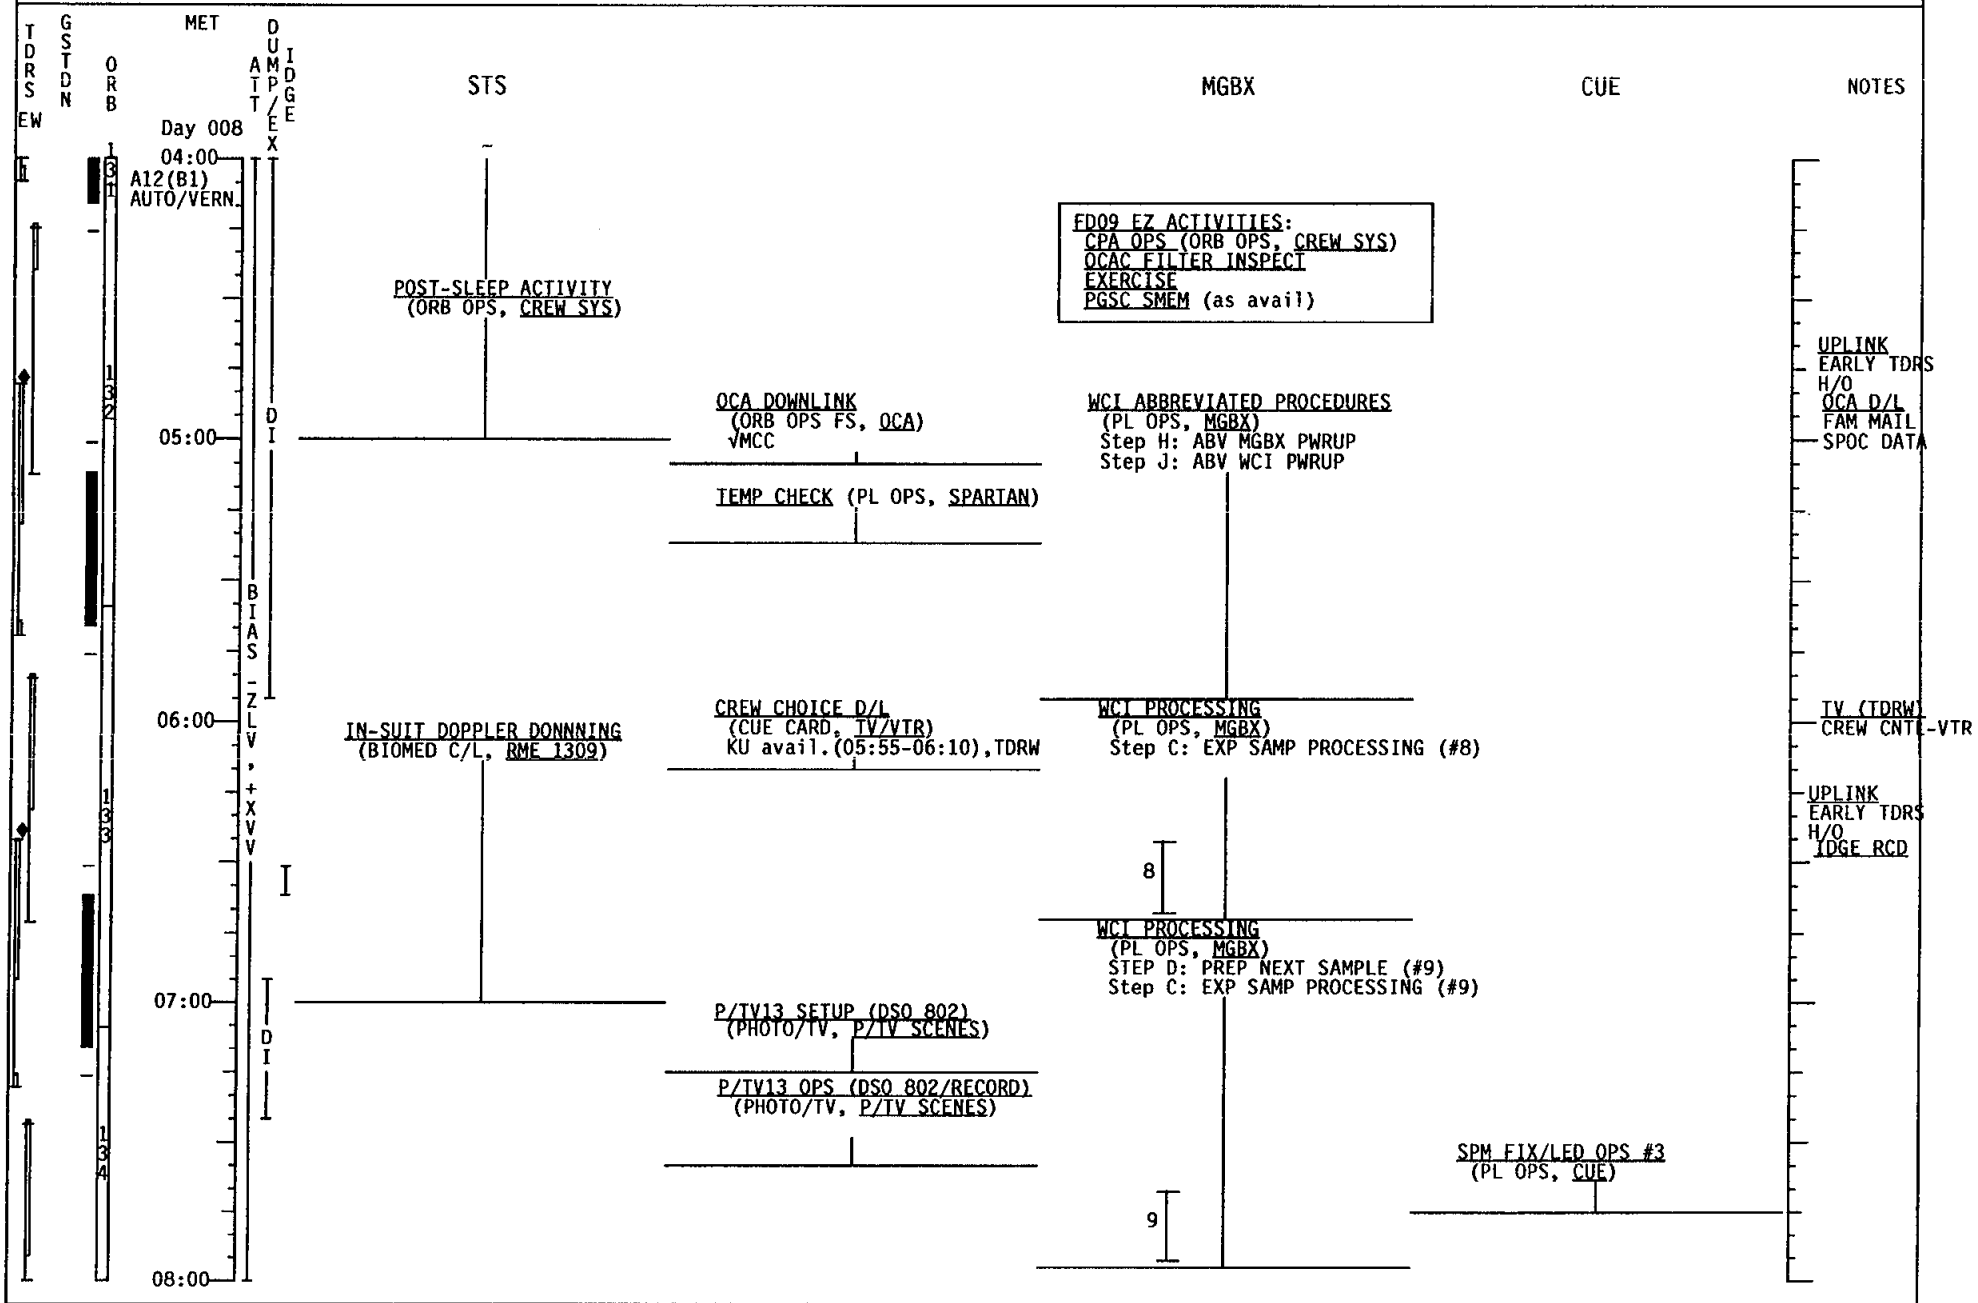 TDRS
EW
GSTDN
ORB
MET
ATT
DUMP/EX
IDGE
STS
MGBX
CUE
NOTES
Day 008
04:00
131
A12(B1)
AUTO/VERN
~
FD09 EZ ACTIVITIES:
CPA OPS (ORB OPS, CREW SYS)
OCAC FILTER INSPECT
EXERCISE
PGSC SMEM (as avail)
POST-SLEEP ACTIVITY
(ORB OPS, CREW SYS)
UPLINK
EARLY TDRS
H/O
OCA D/L
FAM MAIL
SPOC DATA
132
DI
OCA DOWNLINK
(ORB OPS FS, OCA)
√MCC
WCI ABBREVIATED PROCEDURES
(PL OPS, MGBX)
Step H: ABV MGBX PWRUP
Step J: ABV WCI PWRUP
05:00
TEMP CHECK (PL OPS, SPARTAN)
BIAS -ZLV,+XVV
06:00
IN-SUIT DOPPLER DONNNING
(BIOMED C/L, RME 1309)
CREW CHOICE D/L
(CUE CARD, TV/VTR)
KU avail.(05:55-06:10),TDRW
WCI PROCESSING
(PL OPS, MGBX)
Step C: EXP SAMP PROCESSING (#8)
TV (TDRW)
CREW CNTL-VTR
133
UPLINK
EARLY TDRS
H/O
IDGE RCD
I
8
WCI PROCESSING
(PL OPS, MGBX)
STEP D: PREP NEXT SAMPLE (#9)
Step C: EXP SAMP PROCESSING (#9)
07:00
DI
P/TV13 SETUP (DSO 802)
(PHOTO/TV, P/TV SCENES)
P/TV13 OPS (DSO 802/RECORD)
(PHOTO/TV, P/TV SCENES)
134
SPM FIX/LED OPS #3
(PL OPS, CUE)
9
08:00